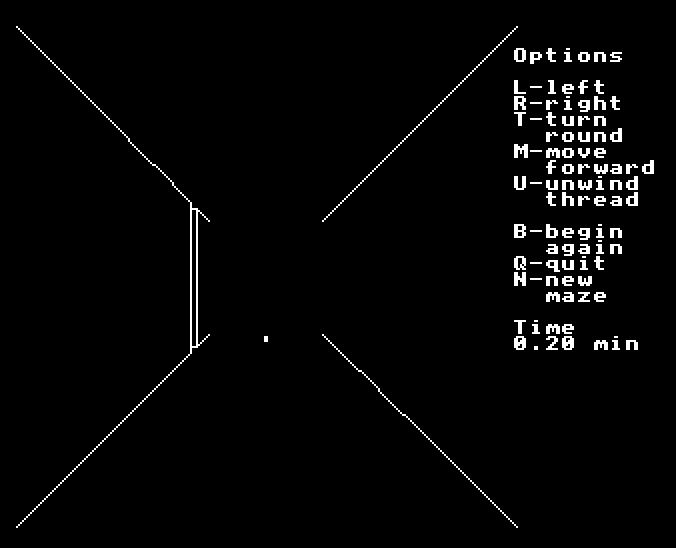 Options
L-left
R-right
T-turn
round
M-move
forward
U-unwind
thread
B-begin
again
Q-quit
N-new
maze
Time
0.20 min